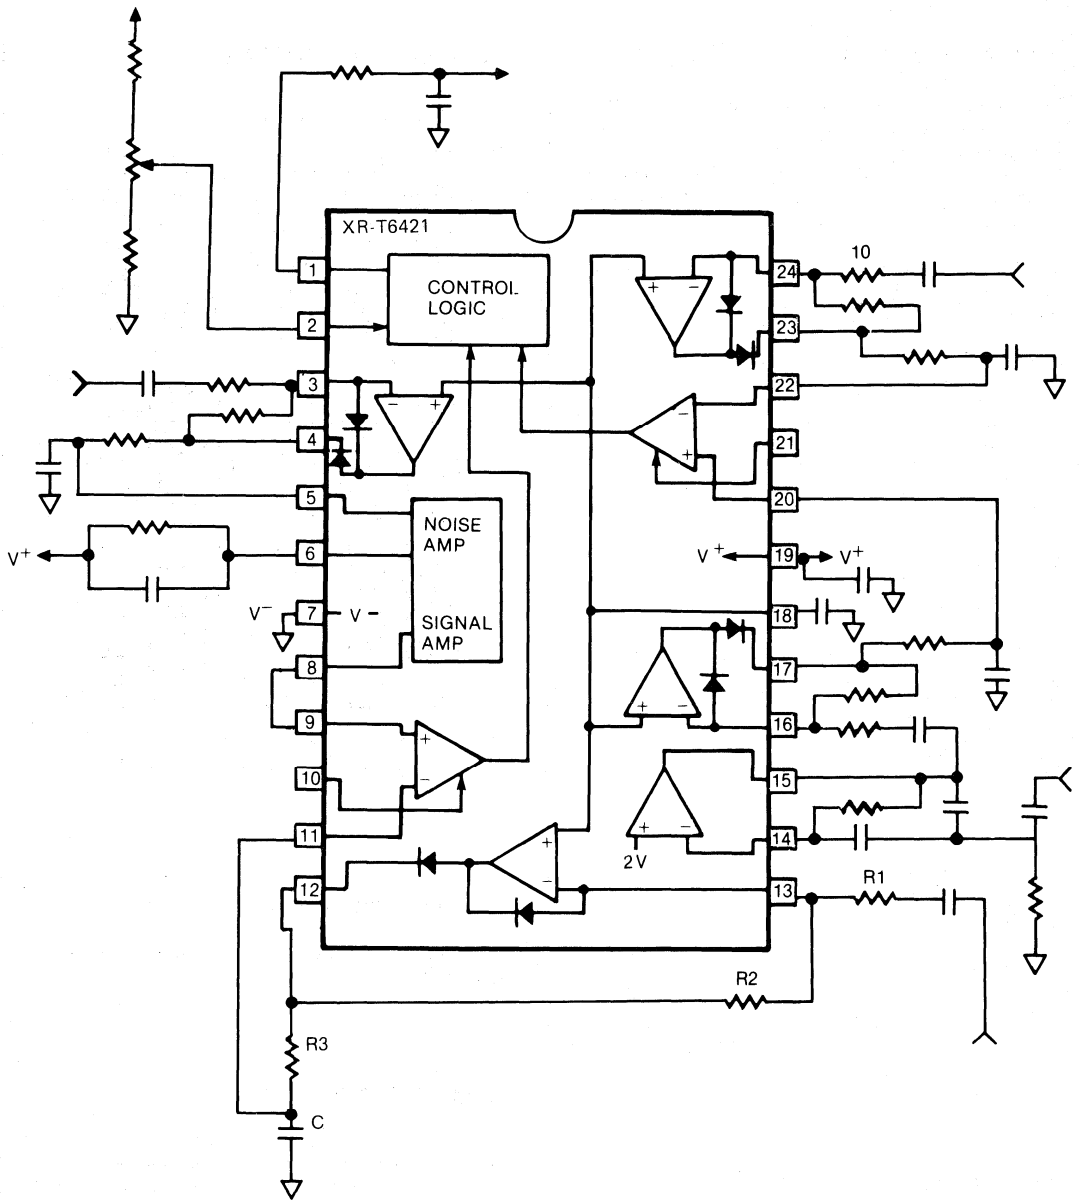 XR-T6421
1
CONTROL
LOGIC
2
3
− +
4
5
NOISE
AMP
V+
6
V−
7
V −
SIGNAL
AMP
8
9
+
−
10
11
12
+
−
24
10
+ −
23
22
−
+
21
20
V+
19
V+
18
17
+ −
16
15
+ −
14
2V
13
R1
R2
R3
C